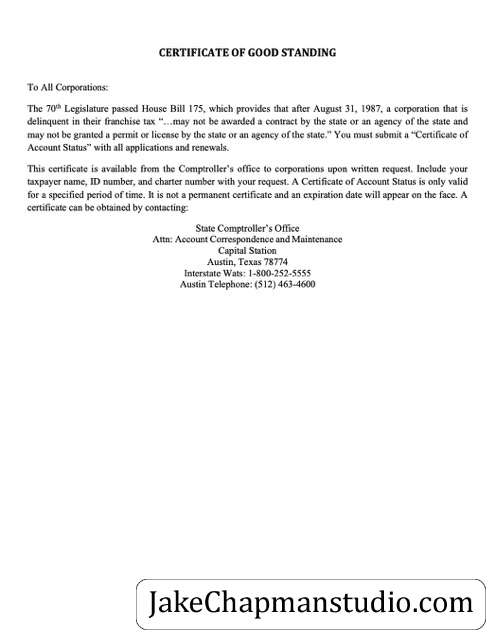 CERTIFICATE OF GOOD STANDING
To All Corporations:
The 70th Legislature passed House Bill 175, which provides that after August 31, 1987, a corporation that is
delinquent in their franchise tax “…may not be awarded a contract by the state or an agency of the state and
may not be granted a permit or license by the state or an agency of the state.” You must submit a “Certificate of
Account Status” with all applications and renewals.
This certificate is available from the Comptroller’s office to corporations upon written request. Include your
taxpayer name, ID number, and charter number with your request. A Certificate of Account Status is only valid
for a specified period of time. It is not a permanent certificate and an expiration date will appear on the face. A
certificate can be obtained by contacting:
State Comptroller’s Office
Attn: Account Correspondence and Maintenance
Capital Station
Austin, Texas 78774
Interstate Wats: 1-800-252-5555
Austin Telephone: (512) 463-4600
JakeChapmanstudio.com